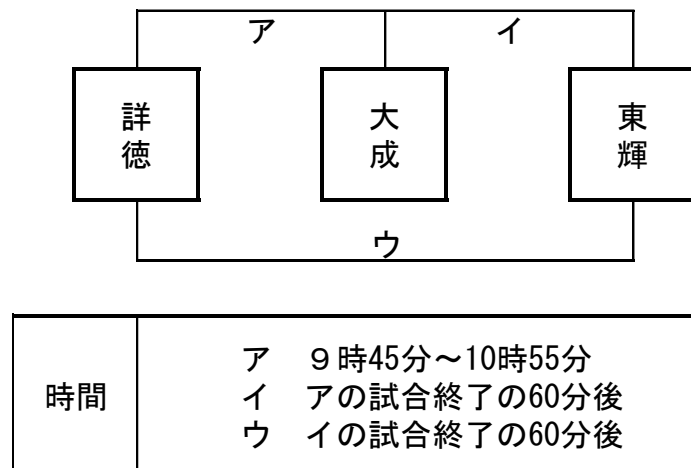 ア
イ
詳徳
大成
東輝
ウ
時間
ア　９時45分～10時55分
イ　アの試合終了の60分後
ウ　イの試合終了の60分後